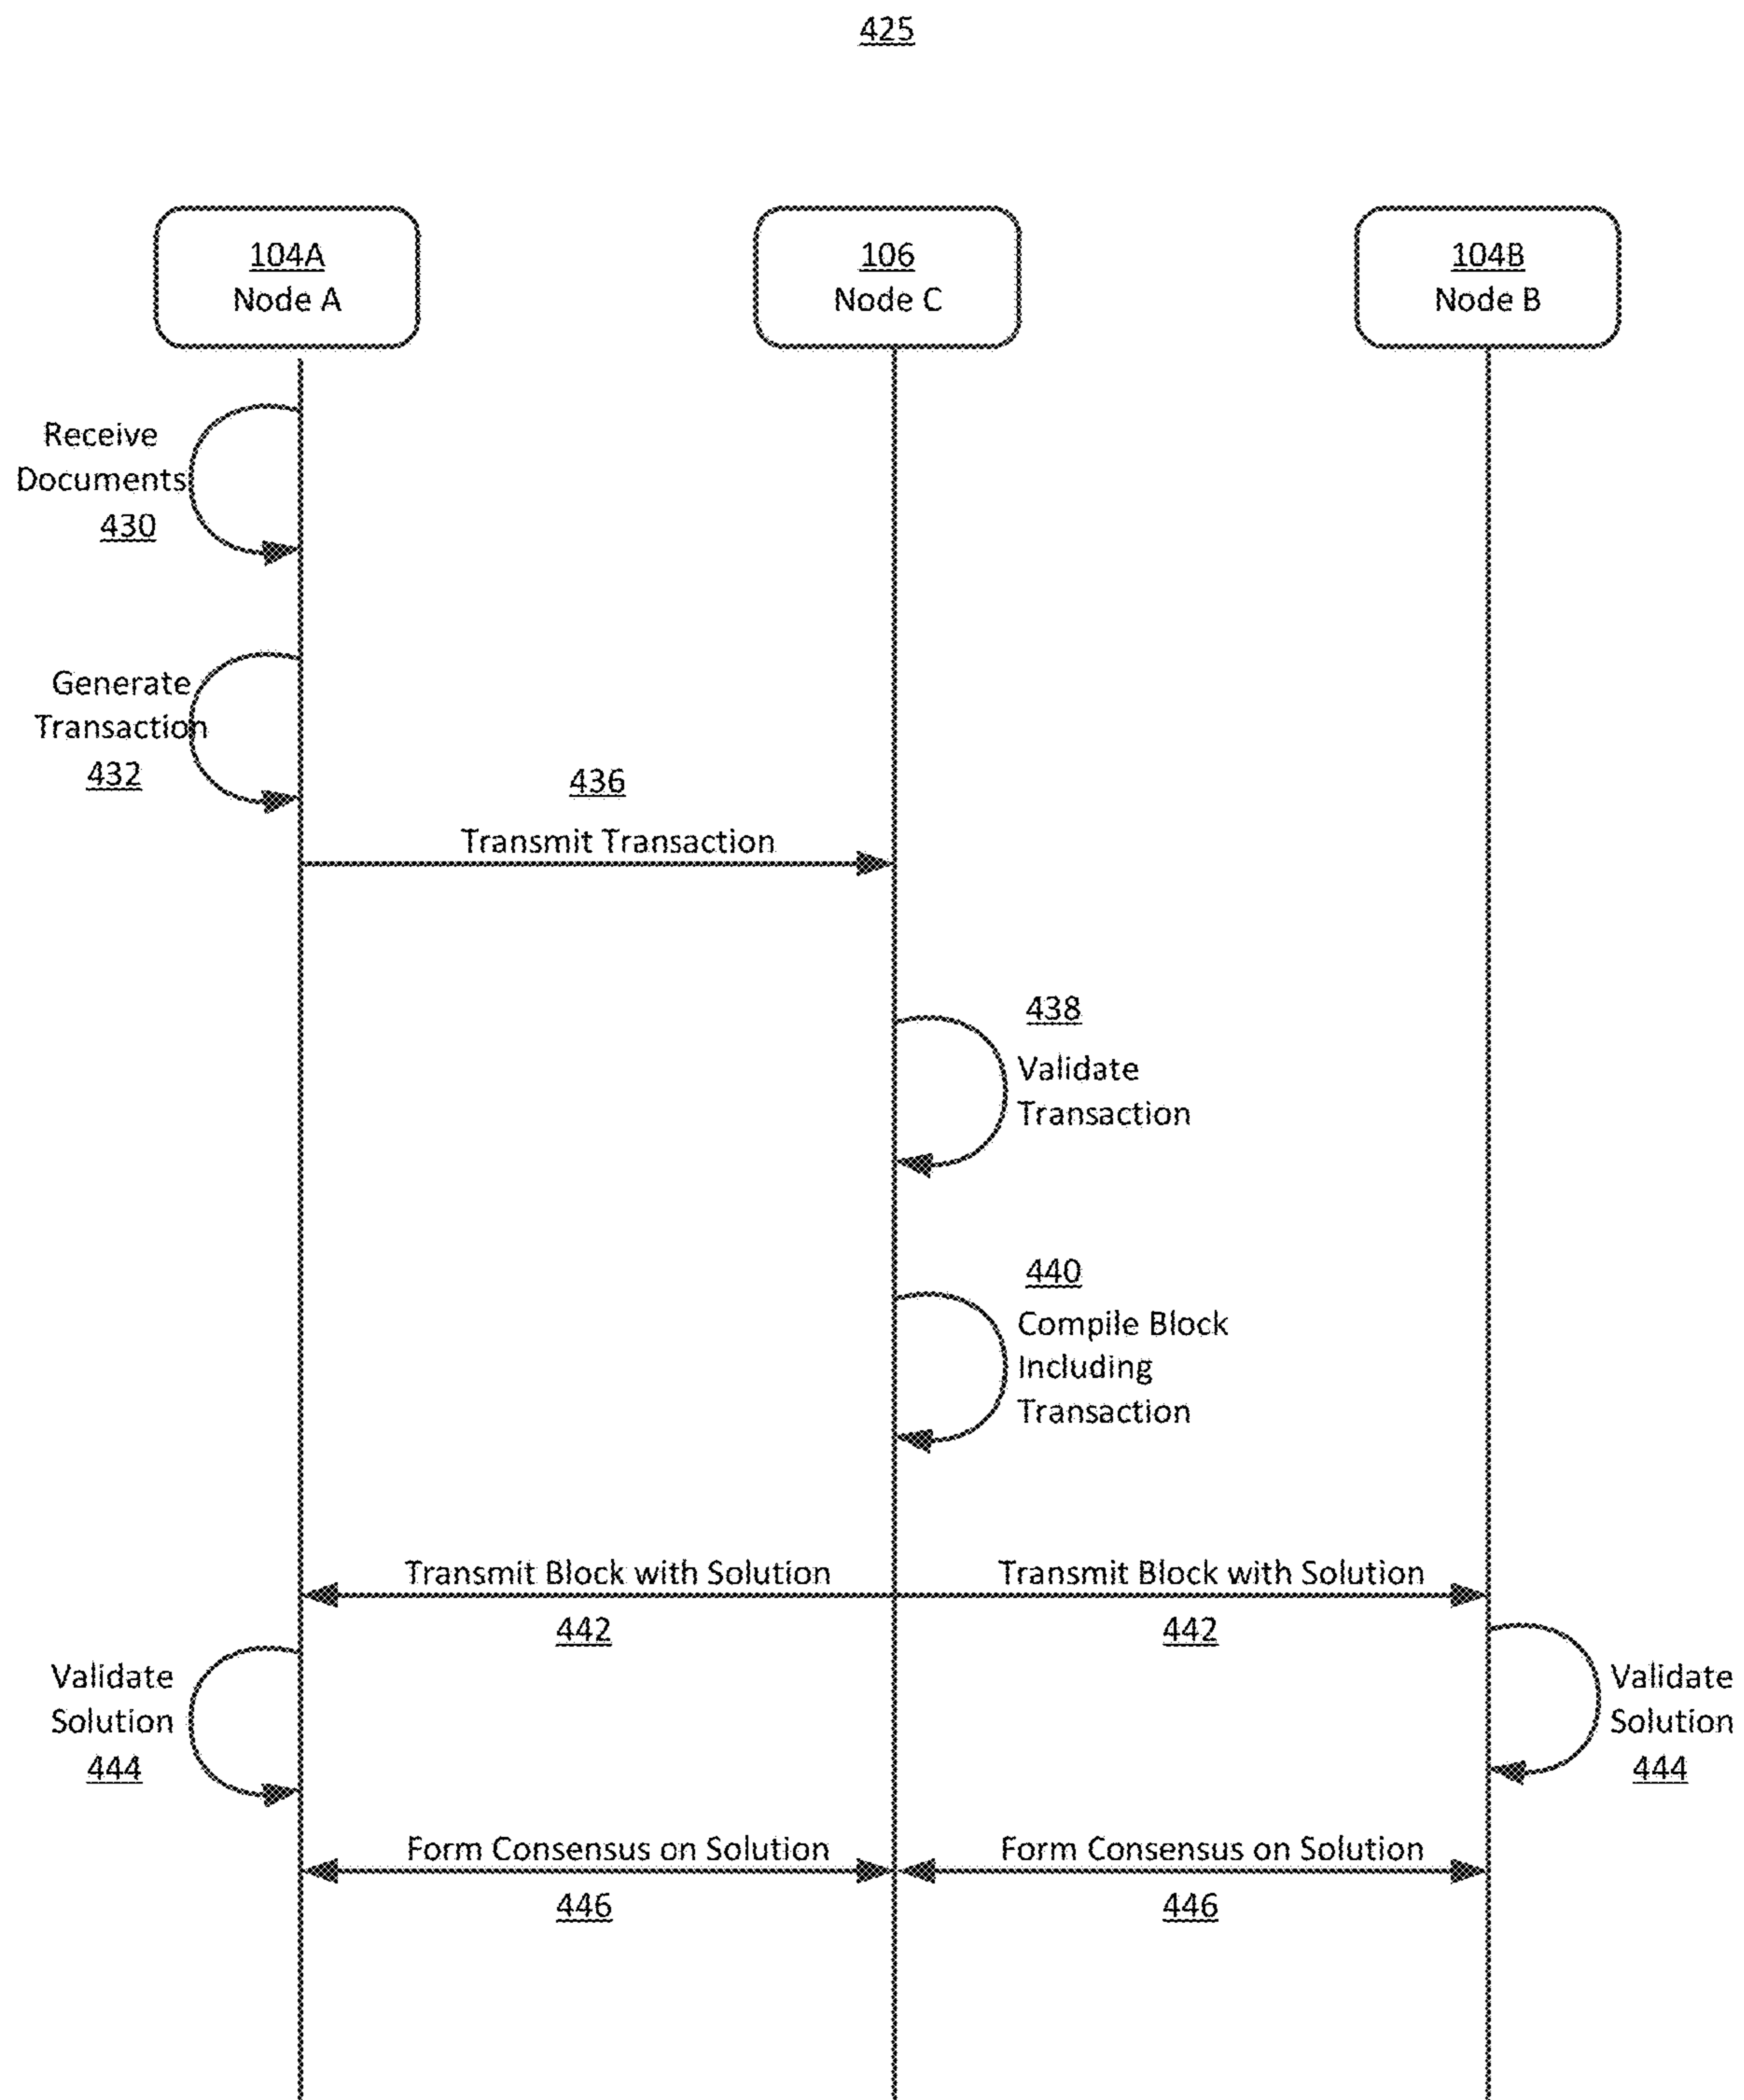 425
104A
Node A
106
Node C
104B
Node B
Receive
Documents
430
Generate
Transaction
432
436
Transmit Transaction
438
Validate
Transaction
440
Compile Block
Including
Transaction
Transmit Block with Solution
442
Transmit Block with Solution
442
Validate
Solution
444
Validate
Solution
444
Form Consensus on Solution
446
Form Consensus on Solution
446